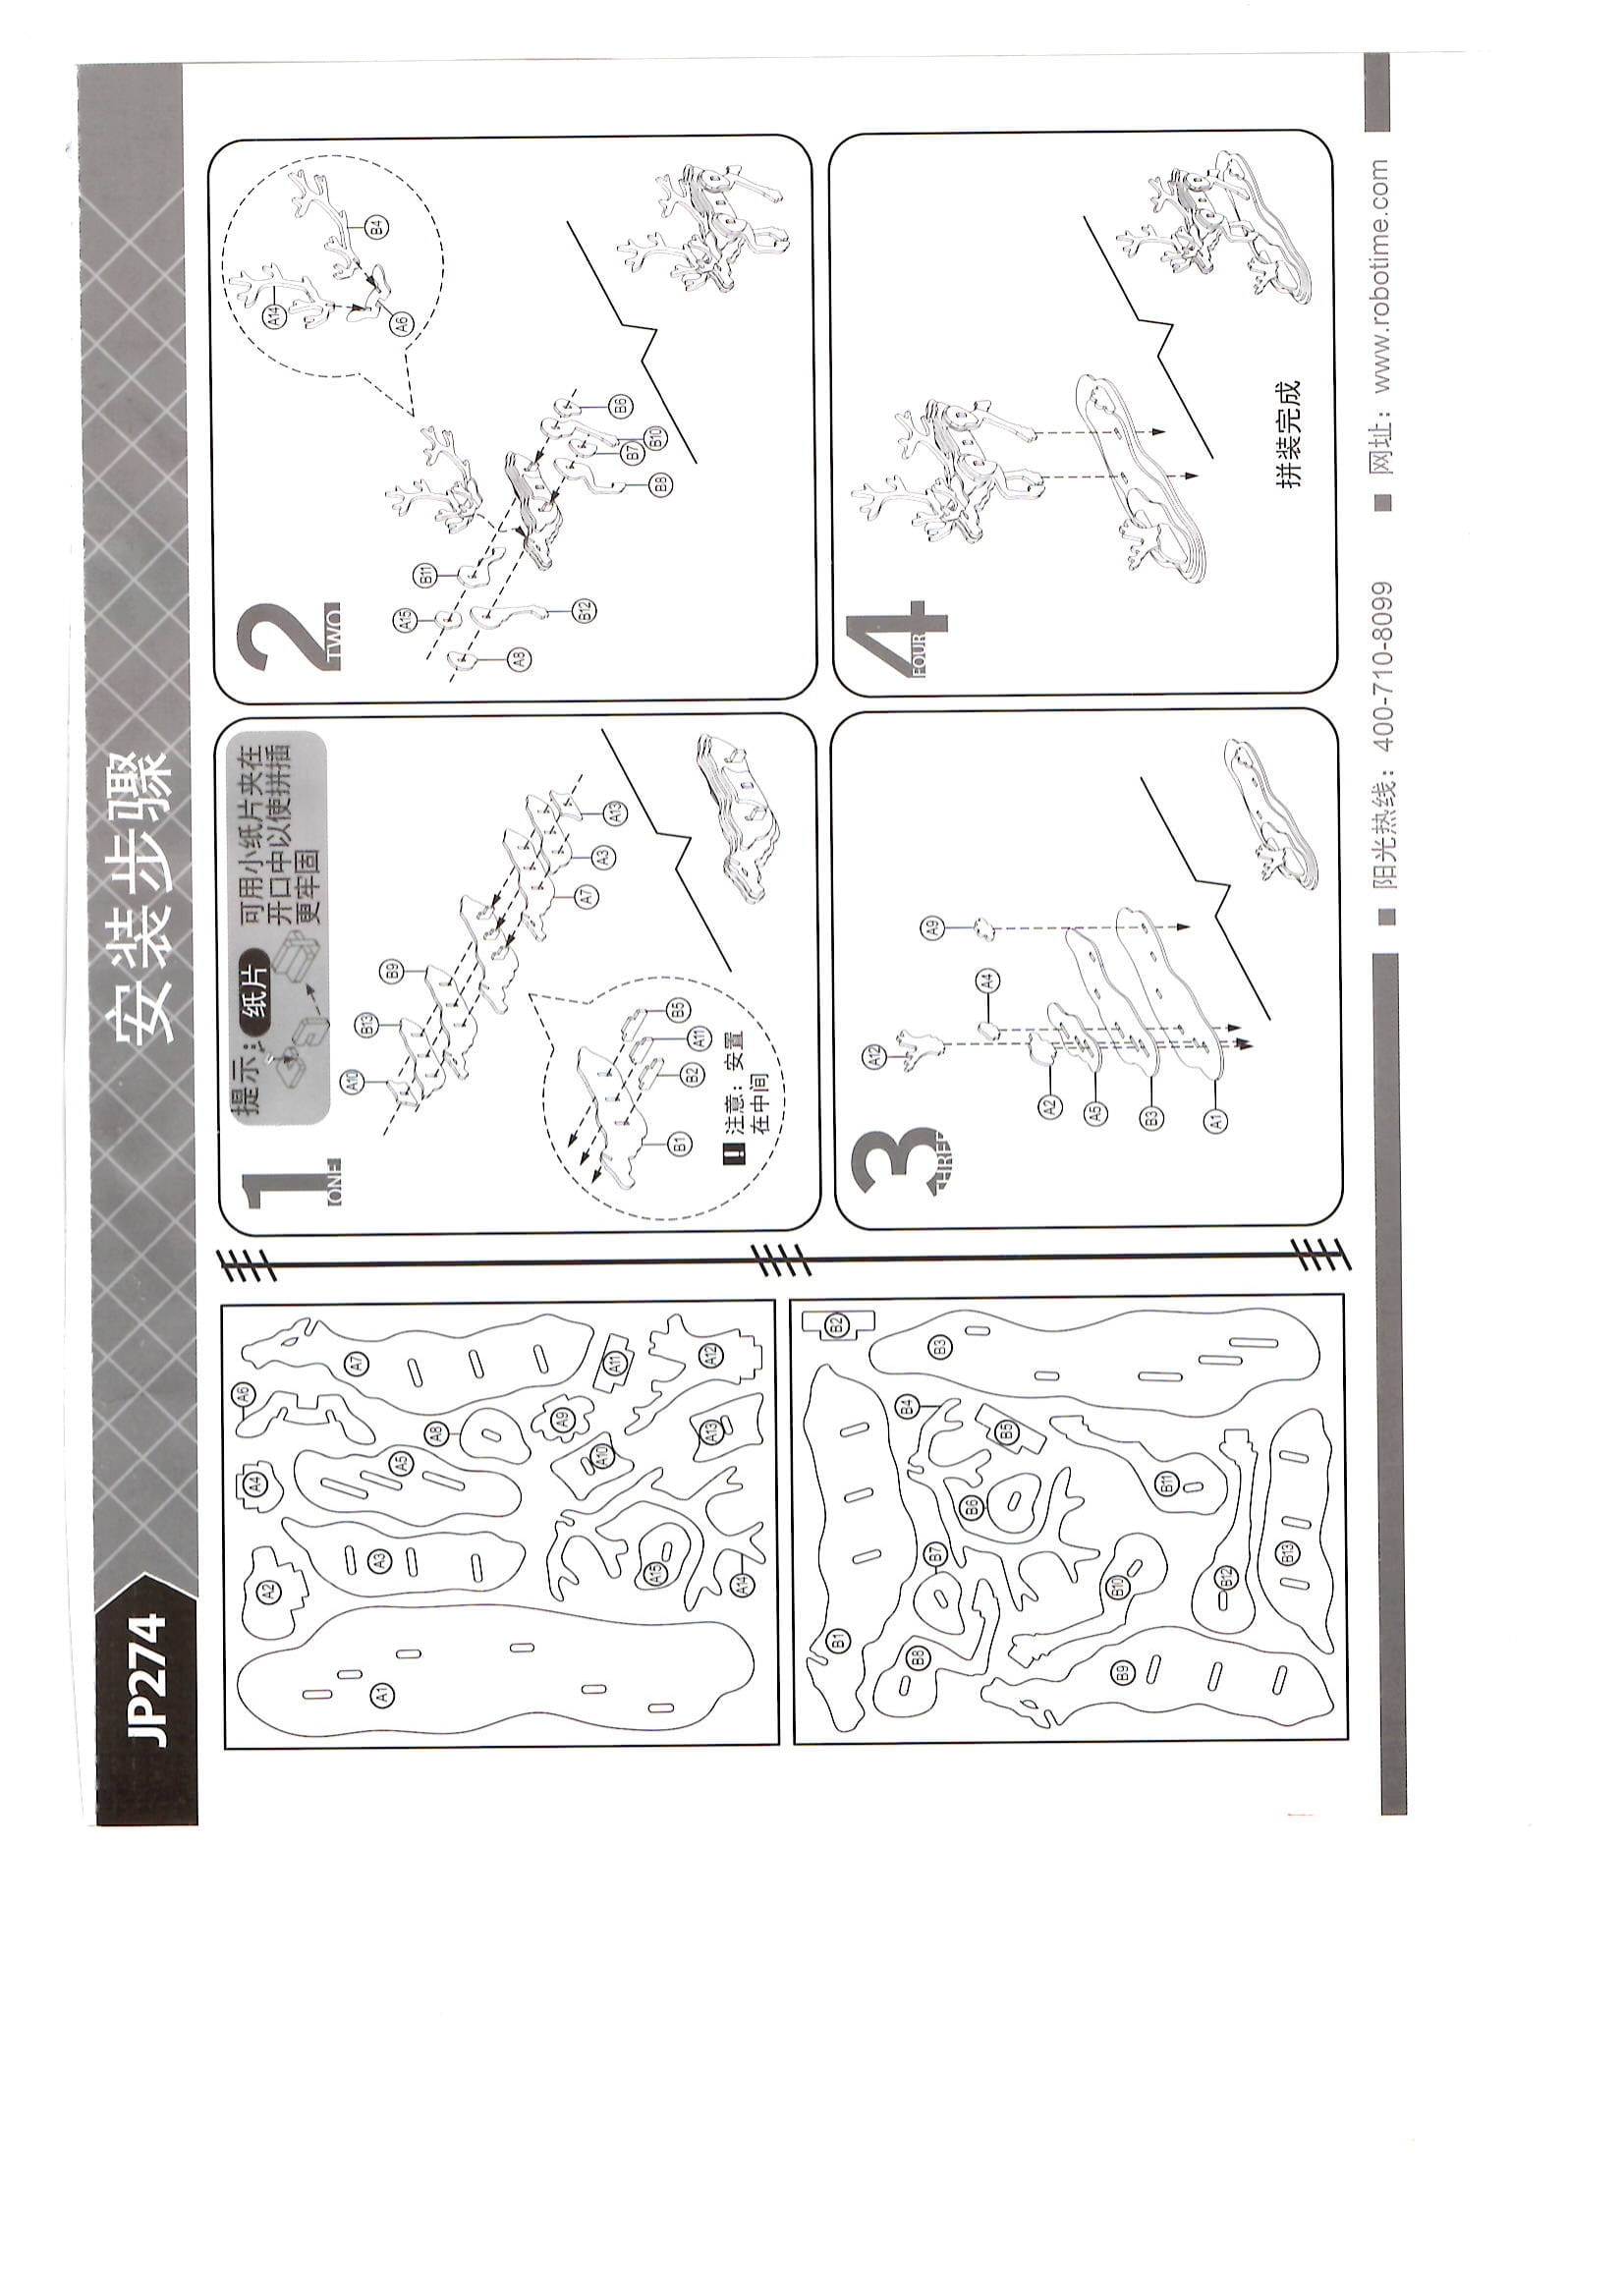 JP274
安装步骤
A1
A2
A3
A4
A5
A6
A7
A8
A9
A10
A11
A12
A13
A14
A15
B1
B2
B3
B4
B5
B6
B7
B8
B9
B10
B11
B12
B13
1
ONE
提示：
纸片
可用小纸片夹在
开口中以使拼插
更牢固
A10
B13
B9
A7
A3
A13
B1
B2
A11
B5
! 注意：安置
在中间
2
TWO
A8
A15
B11
B12
B8
B7
B10
B6
A14
A6
B4
3
THREE
A12
A4
A9
A2
A5
B3
A1
4
FOUR
拼装完成
阳光热线：400-710-8099
网址：www.robotime.com